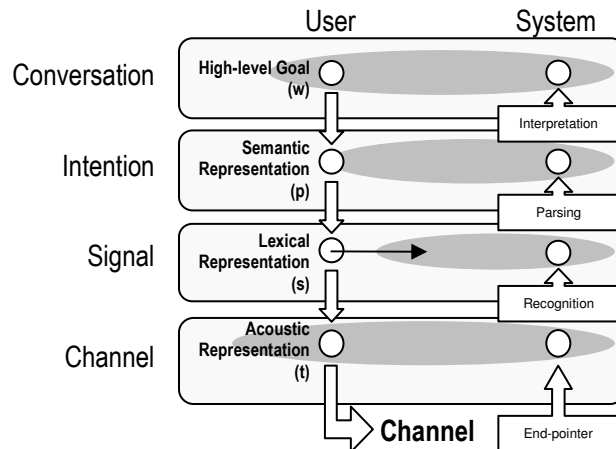 User System
Conversation
High-level Goal
(w)
Interpretation
Intention
Semantic
Representation
(p)
Parsing
Signal
Lexical
Representation
(s)
Recognition
Channel
Acoustic
Representation
(t)
Channel
End-pointer